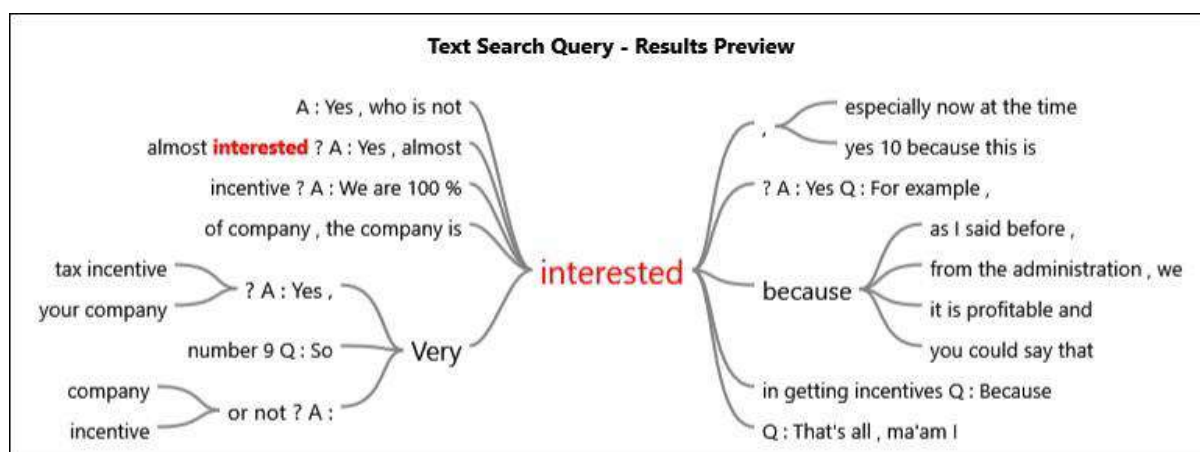 Text Search Query - Results Preview
A : Yes , who is not
almost interested ? A : Yes , almost
incentive ? A : We are 100 %
of company , the company is
tax incentive
your company
? A : Yes ,
number 9 Q : So
company
incentive
or not ? A :
Very
interested
,
especially now at the time
yes 10 because this is
? A : Yes Q : For example ,
because
as I said before ,
from the administration , we
it is profitable and
you could say that
in getting incentives Q : Because
Q : That's all , ma'am I